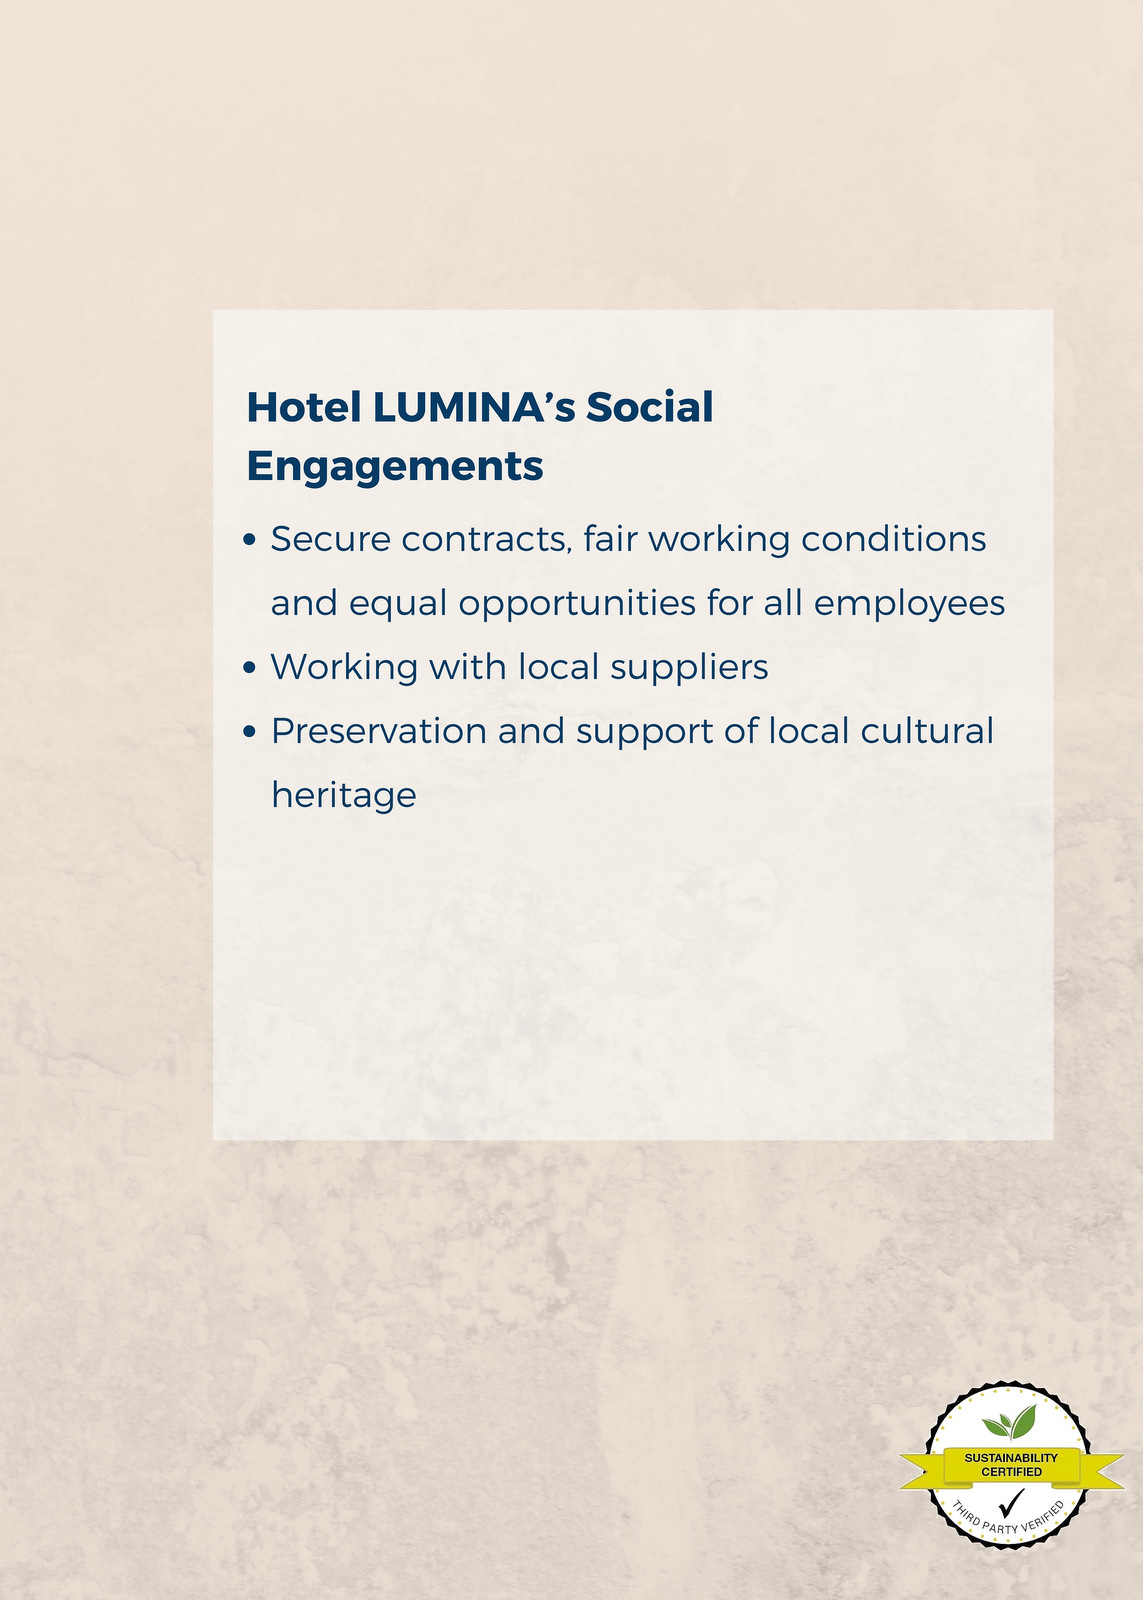 Hotel LUMINA’s Social
Engagements
• Secure contracts, fair working conditions
and equal opportunities for all employees
• Working with local suppliers
• Preservation and support of local cultural
heritage
SUSTAINABILITY
CERTIFIED
THIRD PARTY VERIFIED